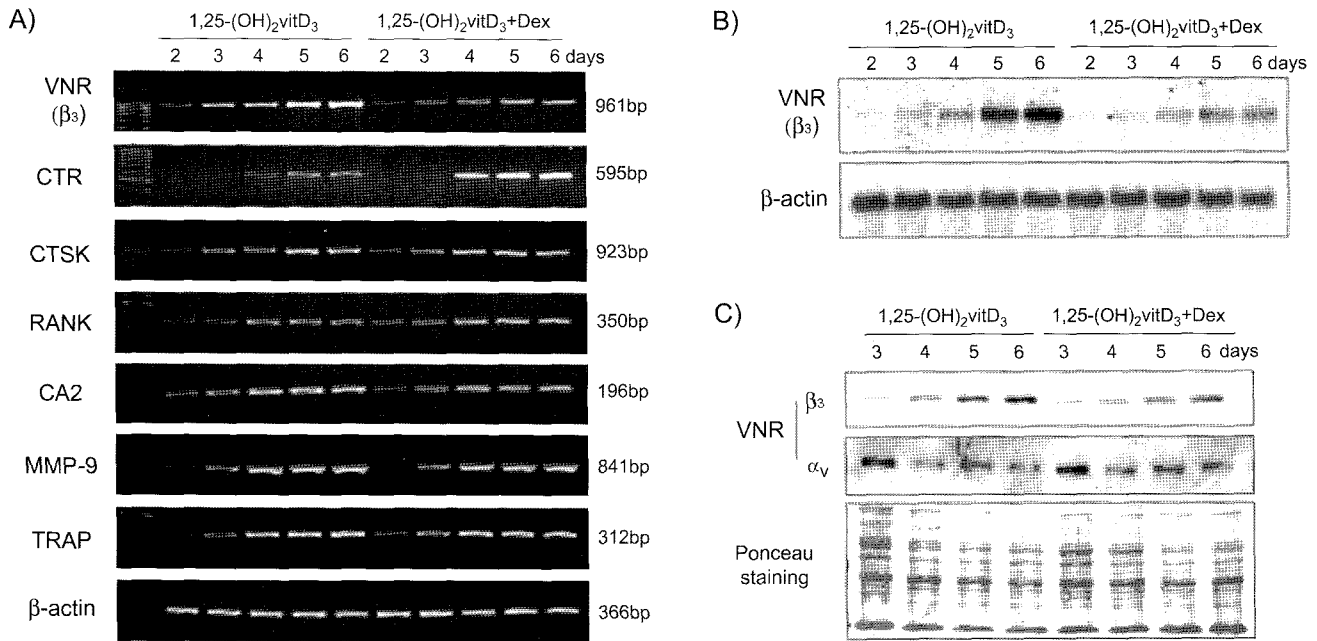 A)
1,25-(OH)₂vitD₃ 1,25-(OH)₂vitD₃+Dex
2 3 4 5 6 2 3 4 5 6 days
VNR
(β₃) 961bp
CTR 595bp
CTSK 923bp
RANK 350bp
CA2 196bp
MMP-9 841bp
TRAP 312bp
β-actin 366bp
B)
1,25-(OH)₂vitD₃ 1,25-(OH)₂vitD₃+Dex
2 3 4 5 6 2 3 4 5 6 days
VNR
(β₃)
β-actin
C)
1,25-(OH)₂vitD₃ 1,25-(OH)₂vitD₃+Dex
3 4 5 6 3 4 5 6 days
β₃
VNR
αᵥ
Ponceau
staining